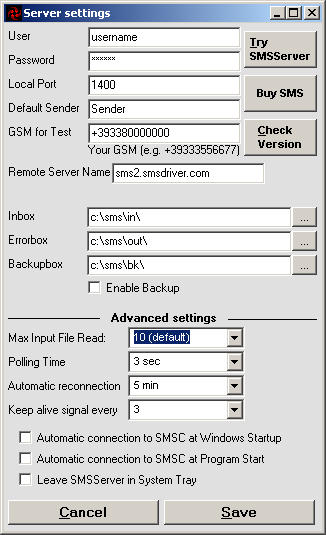 Server settings
User username
Try SMSServer
Password ******
Local Port 1400
Buy SMS
Default Sender Sender
GSM for Test +393380000000
Check Version
Your GSM (e.g. +39333556677)
Remote Server Name sms2.smsdriver.com
Inbox c:\sms\in\ ...
Errorbox c:\sms\out\ ...
Backupbox c:\sms\bk\ ...
Enable Backup
Advanced settings
Max Input File Read: 10 (default)
Polling Time 3 sec
Automatic reconnection 5 min
Keep alive signal every 3
Automatic connection to SMSC at Windows Startup
Automatic connection to SMSC at Program Start
Leave SMSServer in System Tray
Cancel Save